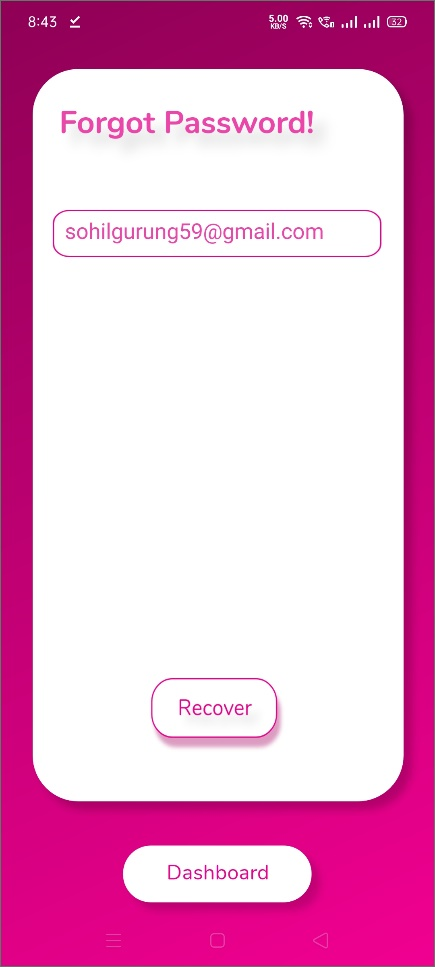 8:43
5.00
KB/S
32
Forgot Password!
sohilgurung59@gmail.com
Recover
Dashboard